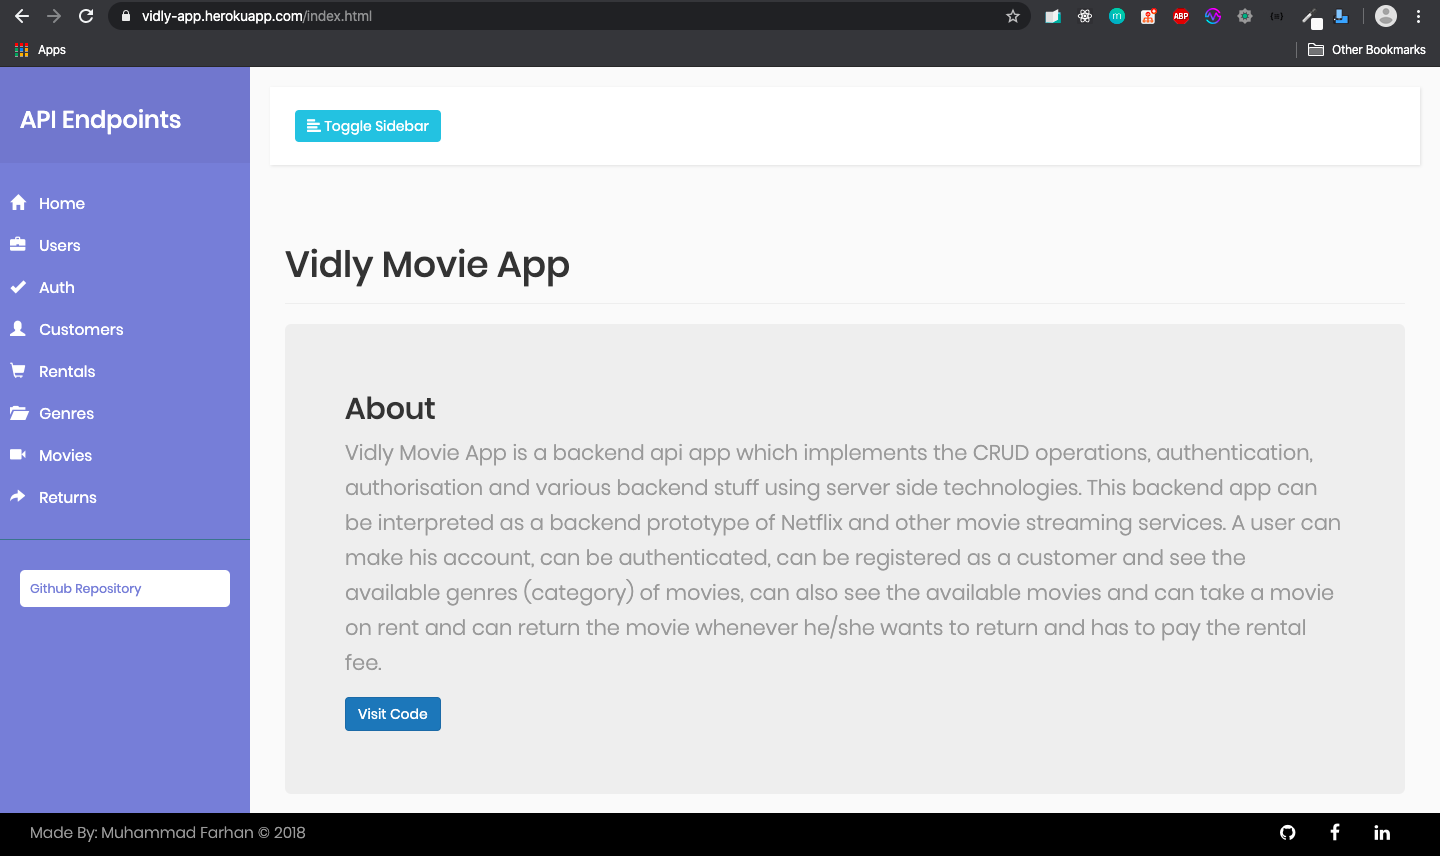 vidly-app.herokuapp.com/index.html
m
ABP
Apps
Other Bookmarks
API Endpoints
Home
Users
Auth
Customers
Rentals
Genres
Movies
Returns
Github Repository
Toggle Sidebar
Vidly Movie App
About
Vidly Movie App is a backend api app which implements the CRUD operations, authentication,
authorisation and various backend stuff using server side technologies. This backend app can
be interpreted as a backend prototype of Netflix and other movie streaming services. A user can
make his account, can be authenticated, can be registered as a customer and see the
available genres (category) of movies, can also see the available movies and can take a movie
on rent and can return the movie whenever he/she wants to return and has to pay the rental
fee.
Visit Code
Made By: Muhammad Farhan © 2018